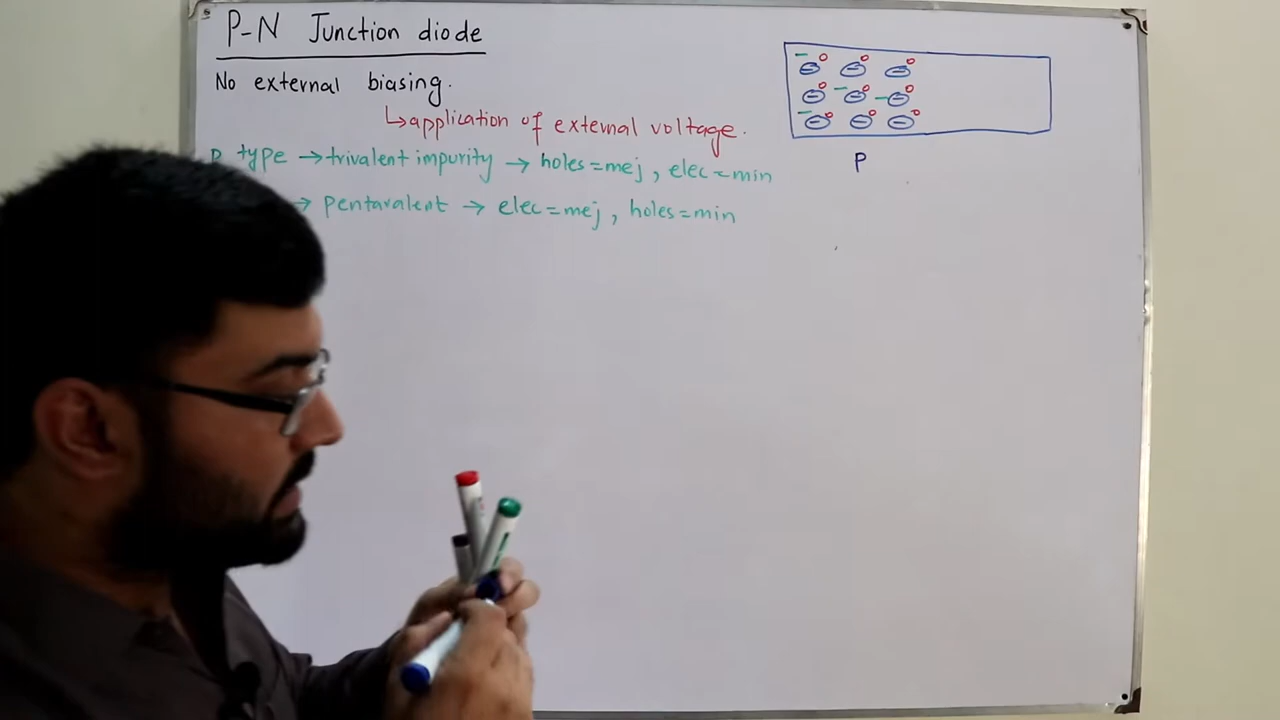 P-N Junction diode
No external biasing.
↳application of external voltage.
P type → trivalent impurity → holes=mej, elec=min
→ pentavalent → elec=mej, holes=min
P